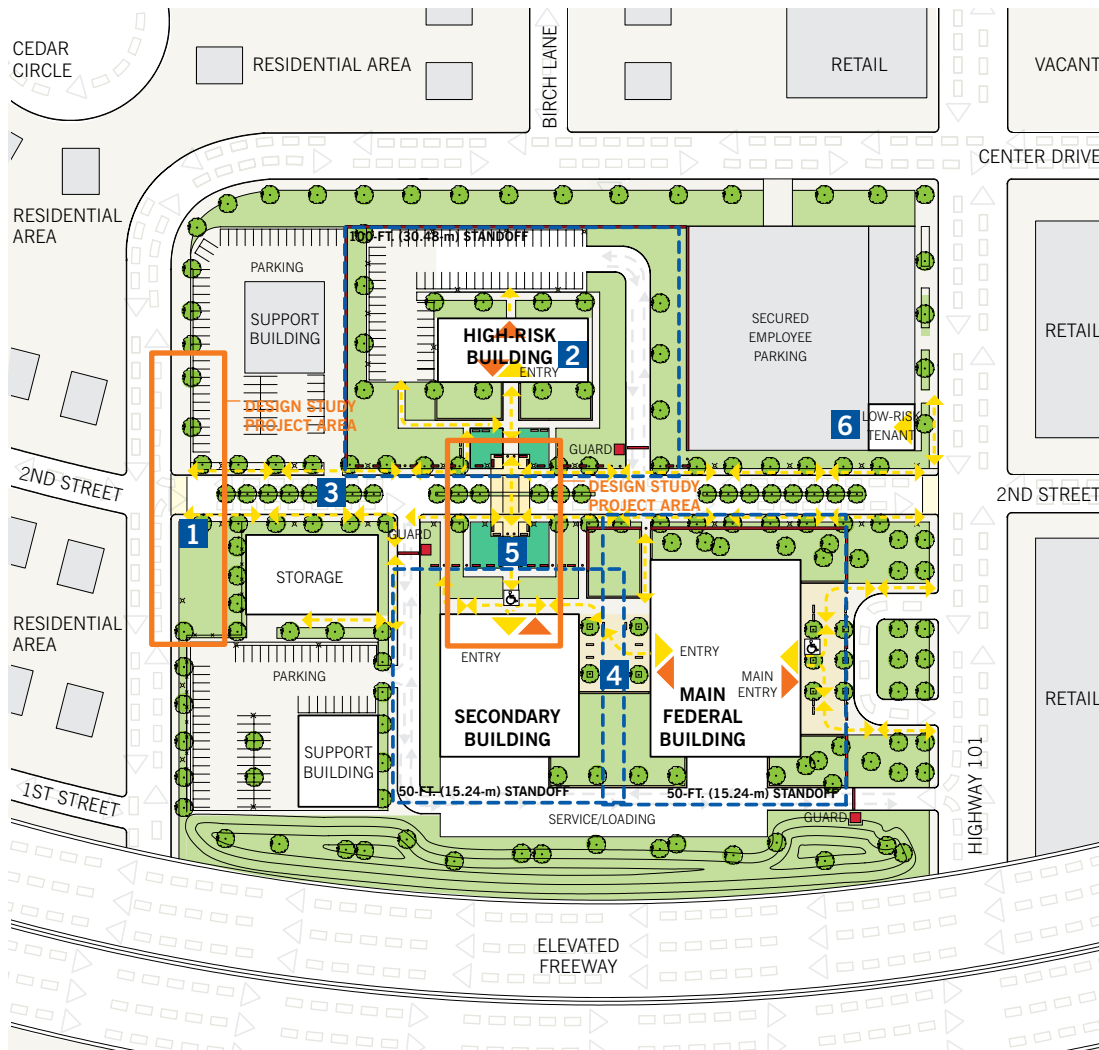 CEDAR
CIRCLE
RESIDENTIAL AREA
BIRCH LANE
RETAIL
VACANT
CENTER DRIVE
RESIDENTIAL
AREA
100-FT. (30.48-m) STANDOFF
PARKING
SUPPORT
BUILDING
HIGH-RISK
BUILDING
2
ENTRY
SECURED
EMPLOYEE
PARKING
RETAIL
DESIGN STUDY
PROJECT AREA
6
LOW-RISK
TENANT
GUARD
2ND STREET
3
DESIGN STUDY
PROJECT AREA
2ND STREET
1
GUARD
5
STORAGE
RESIDENTIAL
AREA
ENTRY
ENTRY
4
MAIN
ENTRY
PARKING
RETAIL
SECONDARY
BUILDING
MAIN
FEDERAL
BUILDING
SUPPORT
BUILDING
HIGHWAY 101
1ST STREET
50-FT. (15.24-m) STANDOFF
50-FT. (15.24-m) STANDOFF
SERVICE/LOADING
GUARD
ELEVATED
FREEWAY